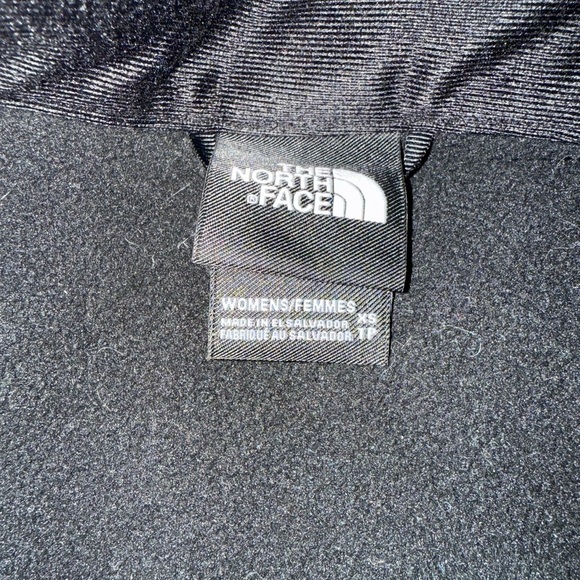 THE
NORTH
®FACE
WOMENS/FEMMES
XS
MADE IN EL SALVADOR
FABRIQUÉ AU SALVADOR
TP